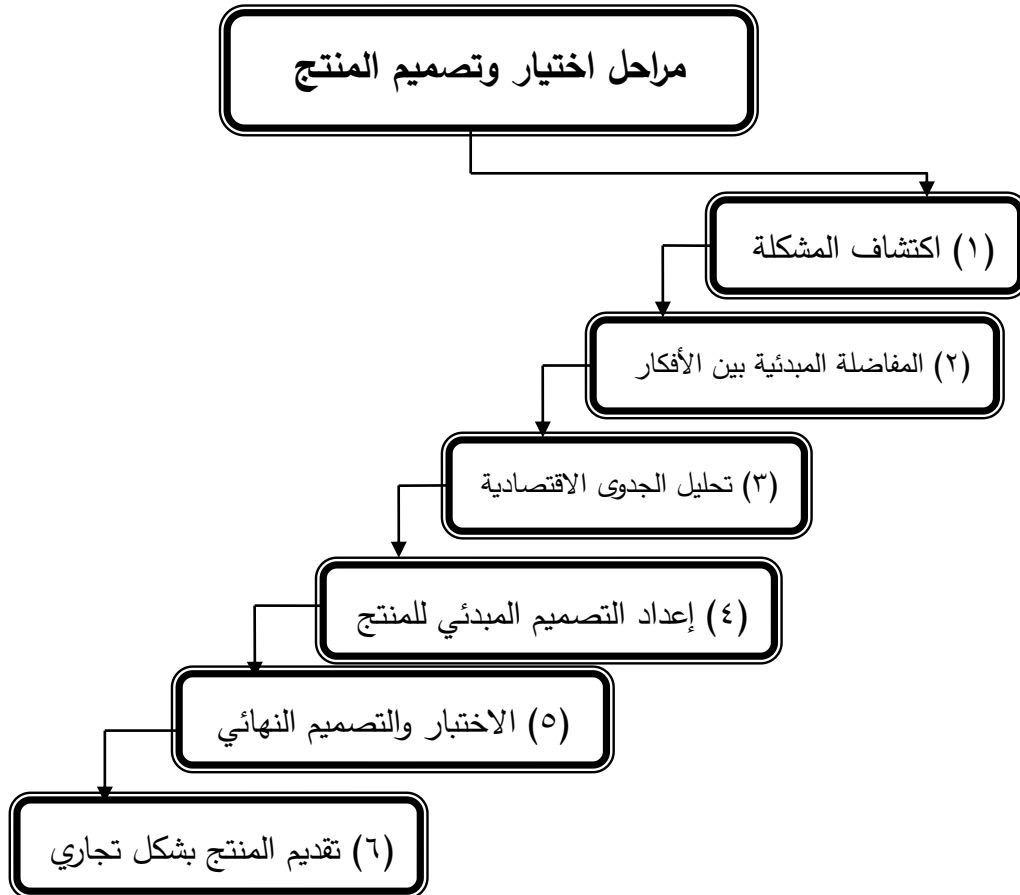 مراحل اختيار وتصميم المنتج
(١) اكتشاف المشكلة
(٢) المفاضلة المبدئية بين الأفكار
(٣) تحليل الجدوى الاقتصادية
(٤) إعداد التصميم المبدئي للمنتج
(٥) الاختبار والتصميم النهائي
(٦) تقديم المنتج بشكل تجاري